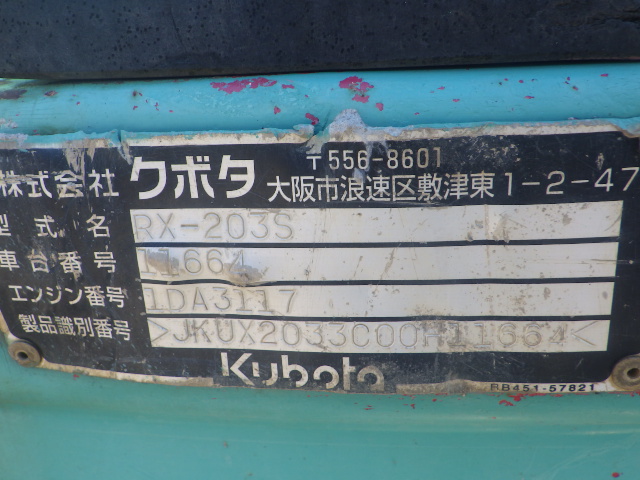 株式会社 クボタ 〒556-8601
大阪市浪速区敷津東1-2-47
型式名 RX-203S
車台番号 11664
エンジン番号 1DA3117
製品識別番号 >JKUX2033C00H11664<
Kubota
RB451-57821